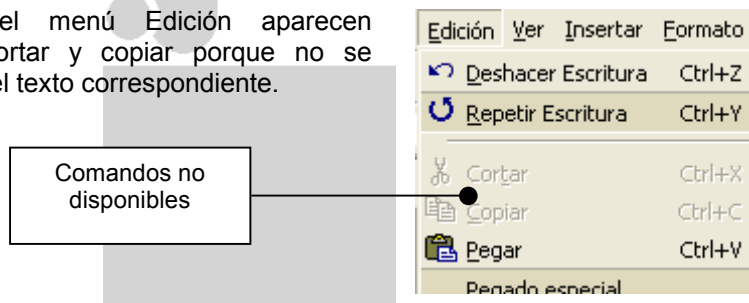 el menú Edición aparecen
ortar y copiar porque no se
el texto correspondiente.
Comandos no
disponibles
Edición Ver Insertar Formato
Deshacer Escritura Ctrl+Z
Repetir Escritura Ctrl+Y
Cortar Ctrl+X
Copiar Ctrl+C
Pegar Ctrl+V
Pegado especial